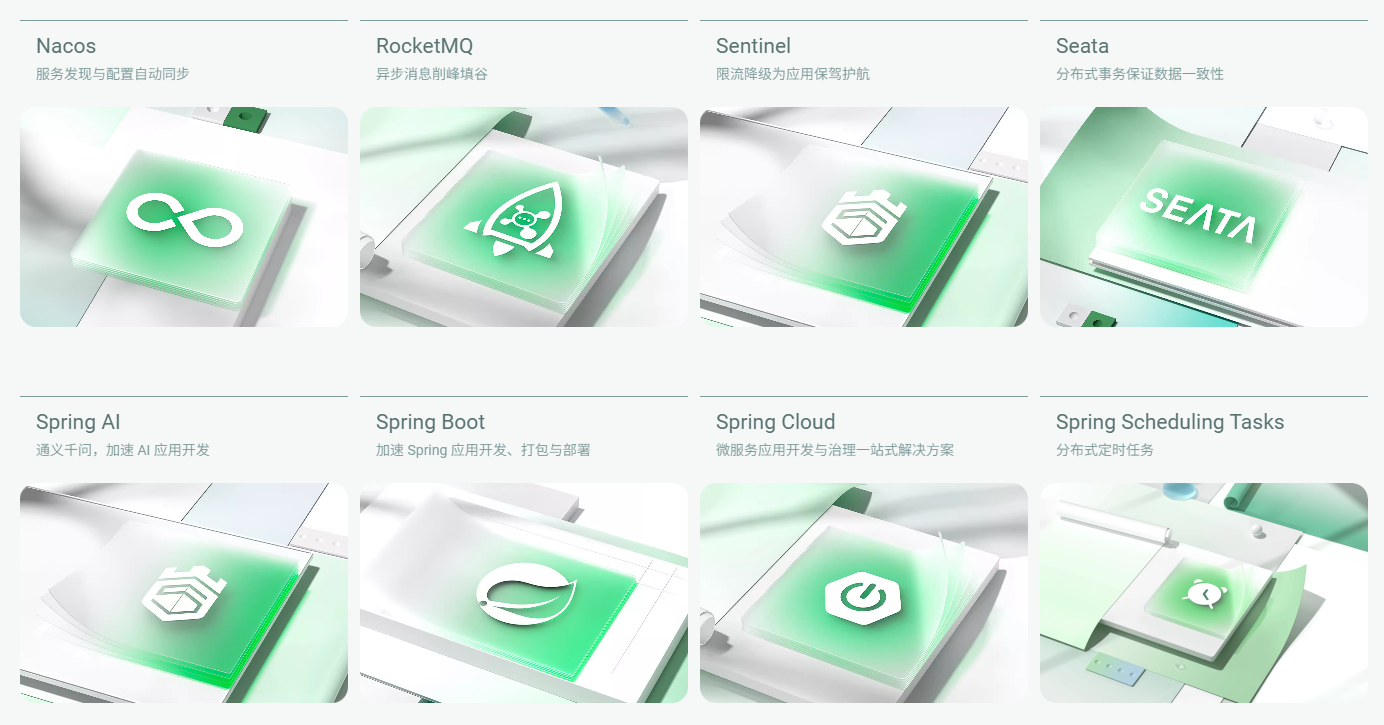 Nacos
服务发现与配置自动同步
RocketMQ
异步消息削峰填谷
Sentinel
限流降级为应用保驾护航
Seata
分布式事务保证数据一致性
SEATA
Spring AI
通义千问，加速 AI 应用开发
Spring Boot
加速 Spring 应用开发、打包与部署
Spring Cloud
微服务应用开发与治理一站式解决方案
Spring Scheduling Tasks
分布式定时任务